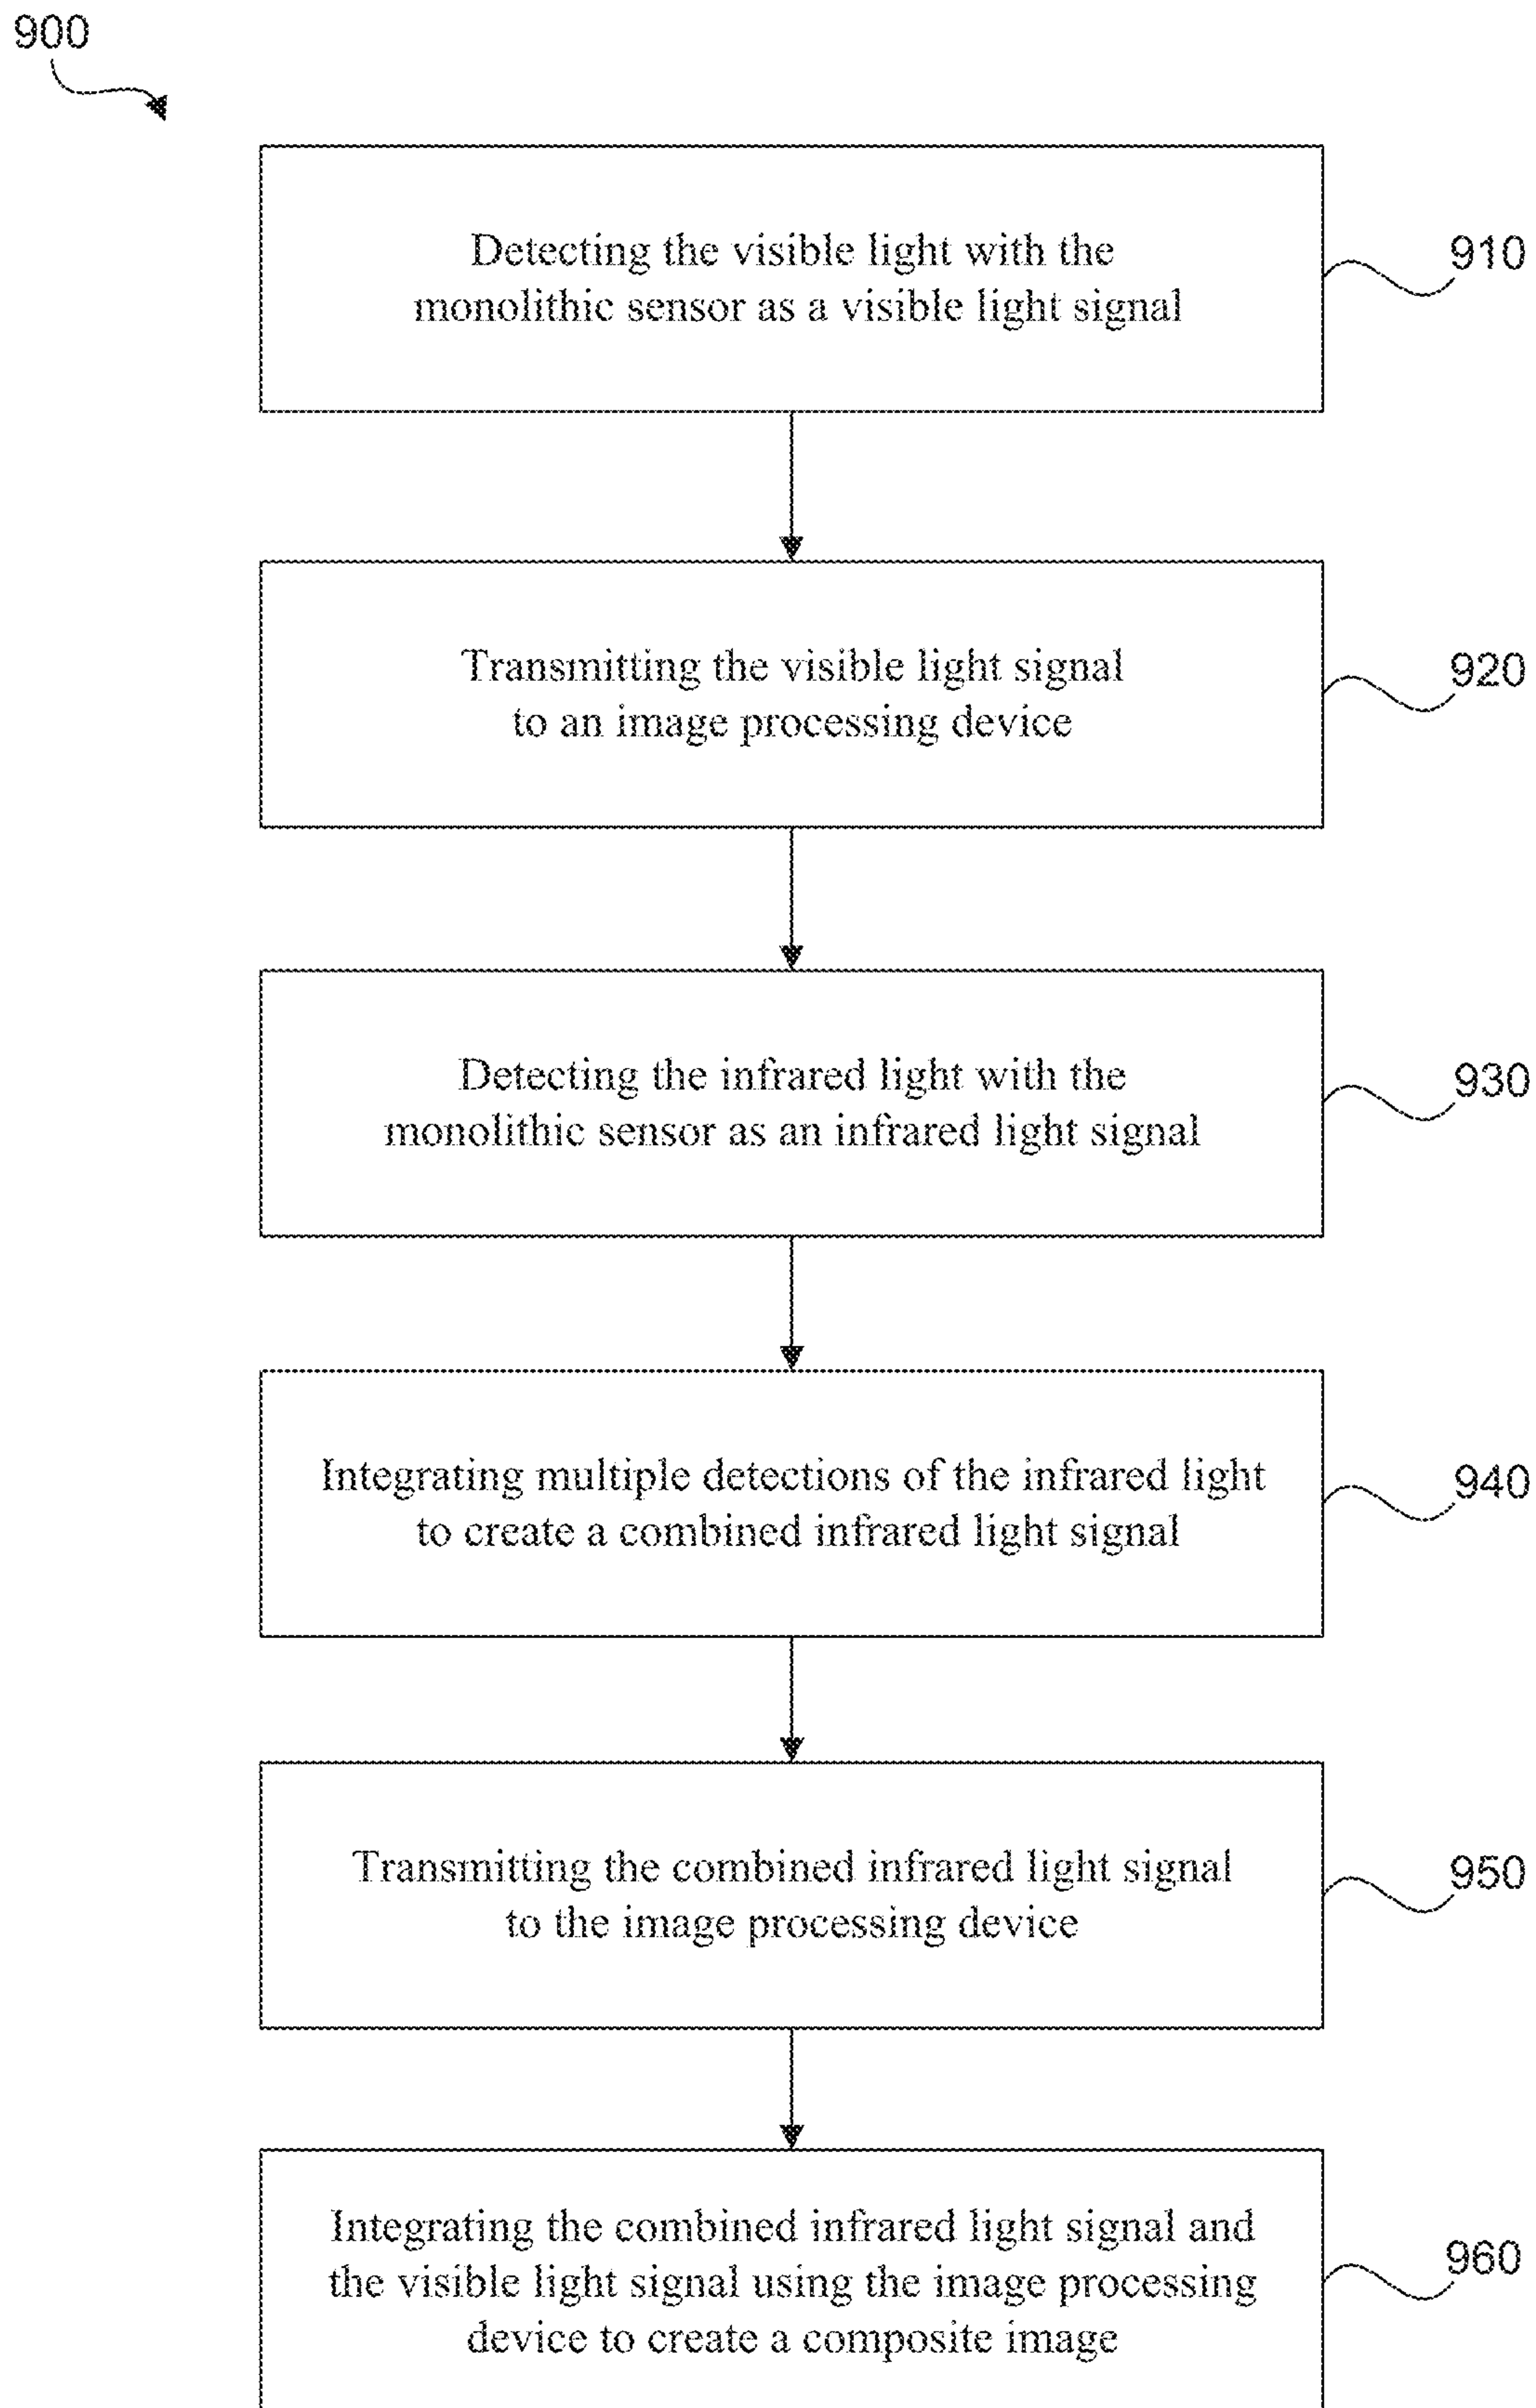 900
Detecting the visible light with the
monolithic sensor as a visible light signal
910
Transmitting the visible light signal
to an image processing device
920
Detecting the infrared light with the
monolithic sensor as an infrared light signal
930
Integrating multiple detections of the infrared light
to create a combined infrared light signal
940
Transmitting the combined infrared light signal
to the image processing device
950
Integrating the combined infrared light signal and
the visible light signal using the image processing
device to create a composite image
960